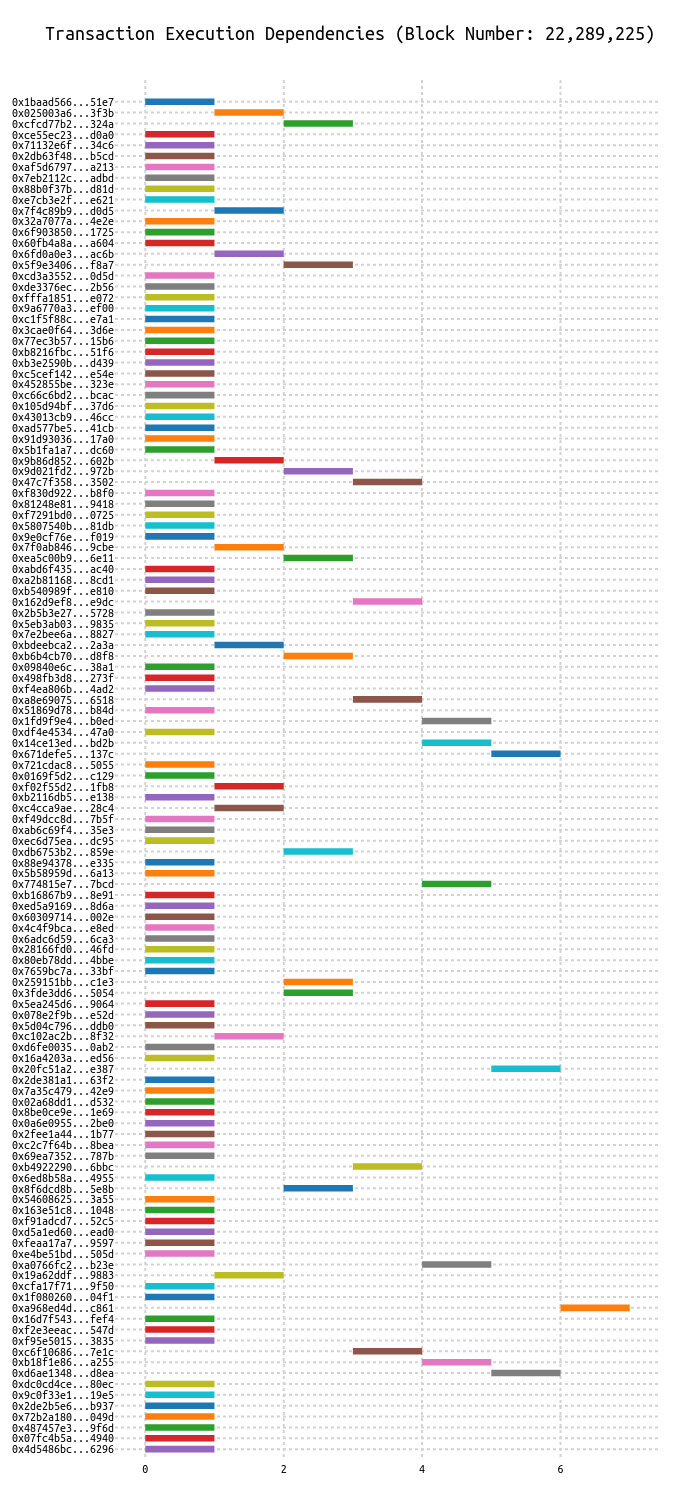 Transaction Execution Dependencies (Block Number: 22,289,225)
0x1baad566...51e7
0x025003a6...3f3b
0xcfcd77b2...324a
0xce55ec23...d0a0
0x71132e6f...34c6
0x2db63f48...b5cd
0xaf5d6797...a213
0x7eb2112c...adbd
0x88b0f37b...d81d
0xe7cb3e2f...e621
0x7f4c89b9...d0d5
0x32a7077a...4e2e
0x6f903850...1725
0x60fb4a8a...a604
0x6fd0a0e3...ac6b
0x5f9e3406...f8a7
0xcd3a3552...0d5d
0xde3376ec...2b56
0xfffa1851...e072
0x9a6770a3...ef00
0xc1f5f88c...e7a1
0x3cae0f64...3d6e
0x77ec3b57...15b6
0xb8216fbc...51f6
0xb3e2590b...d439
0xc5cef142...e54e
0x452855be...323e
0xc66c6bd2...bcac
0x105d94bf...37d6
0x43013cb9...46cc
0xad577be5...41cb
0x91d93036...17a0
0x5b1fa1a7...dc60
0x9b86d852...602b
0x9d021fd2...972b
0x47c7f358...3502
0xf830d922...b8f0
0x81248e81...9418
0xf7291bd0...0725
0x5807540b...81db
0x9e0cf76e...f019
0x7f0ab846...9cbe
0xea5c00b9...6e11
0xabd6f435...ac40
0xa2b81168...8cd1
0xb540989f...e810
0x162d9ef8...e9dc
0x2b5b3e27...5728
0x5eb3ab03...9835
0x7e2bee6a...8827
0xbdeebca2...2a3a
0xb6b4cb70...d8f8
0x09840e6c...38a1
0x498fb3d8...273f
0xf4ea806b...4ad2
0xa8e69075...6518
0x51869d78...b84d
0x1fd9f9e4...b0ed
0xdf4e4534...47a0
0x14ce13ed...bd2b
0x671defe5...137c
0x721cdac8...5055
0x0169f5d2...c129
0xf02f55d2...1fb8
0xb2116db5...e138
0xc4cca9ae...28c4
0xf49dcc8d...7b5f
0xab6c69f4...35e3
0xec6d75ea...dc95
0xdb6753b2...859e
0x88e94378...e335
0x5b58959d...6a13
0x774815e7...7bcd
0xb16867b9...8e91
0xed5a9169...8d6a
0x60309714...002e
0x4c4f9bca...e8ed
0x6adc6d59...6ca3
0x28166fd0...46fd
0x80eb78dd...4bbe
0x7659bc7a...33bf
0x259151bb...c1e3
0x3fde3dd6...5054
0x5ea245d6...9064
0x078e2f9b...e52d
0x5d04c796...ddb0
0xc102ac2b...8f32
0xd6fe0035...0ab2
0x16a4203a...ed56
0x20fc51a2...e387
0x2de381a1...63f2
0x7a35c479...42e9
0x02a68dd1...d532
0x8be0ce9e...1e69
0x0a6e0955...2be0
0x2fee1a44...1b77
0xc2c7f64b...8bea
0x69ea7352...787b
0xb4922290...6bbc
0x6ed8b58a...4955
0x8f6dcd8b...5e8b
0x54608625...3a55
0x163e51c8...1048
0xf91adcd7...52c5
0xd5a1ed60...ead0
0xfeaa17a7...9597
0xe4be51bd...505d
0xa0766fc2...b23e
0x19a62ddf...9883
0xcfa17f71...9f50
0x1f080260...04f1
0xa968ed4d...c861
0x16d7f543...fef4
0xf2e3eeac...547d
0xf95e5015...3835
0xc6f10686...7e1c
0xb18f1e86...a255
0xd6ae1348...d8ea
0xdc0cd4ce...80ec
0x9c0f33e1...19e5
0x2de2b5e6...b937
0x72b2a180...049d
0x487457e3...9f6d
0x07fc4b5a...4940
0x4d5486bc...6296
0 2 4 6